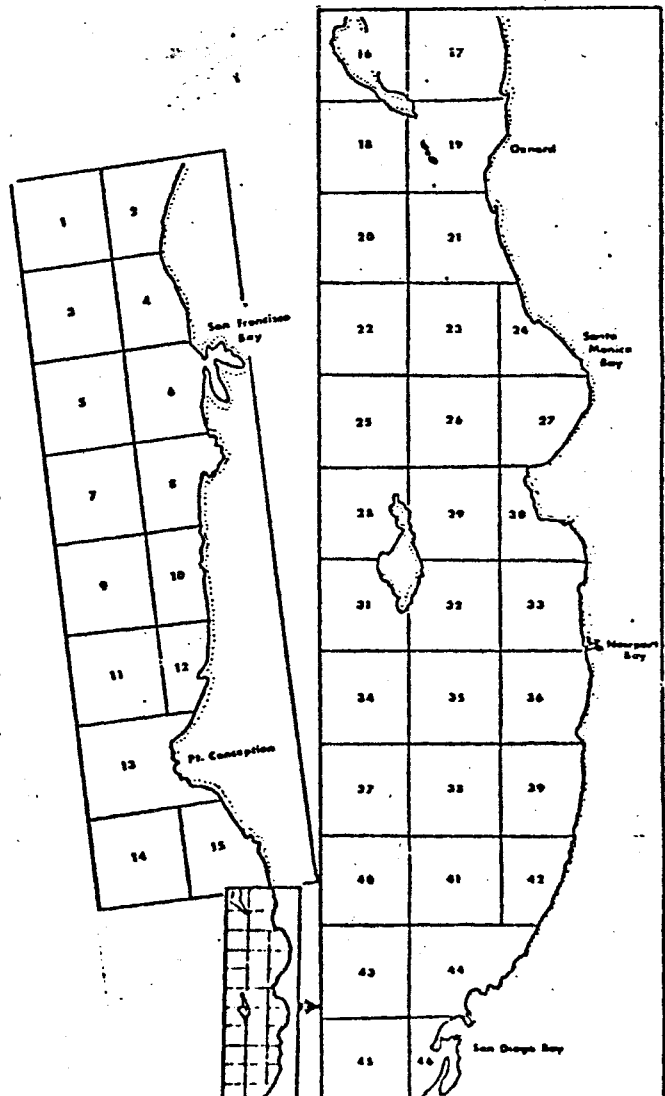 1 2
3 4
San Francisco
Bay
5 6
7 8
9 10
11 12
13 Pt. Conception
14 15
16 17
18 19 Oxnard
20 21
22 23 24
Santa
Monica
Bay
25 26 27
28 29 30
31 32 33
Newport
Bay
34 35 36
37 38 39
40 41 42
43 44
45 46 San Diego Bay